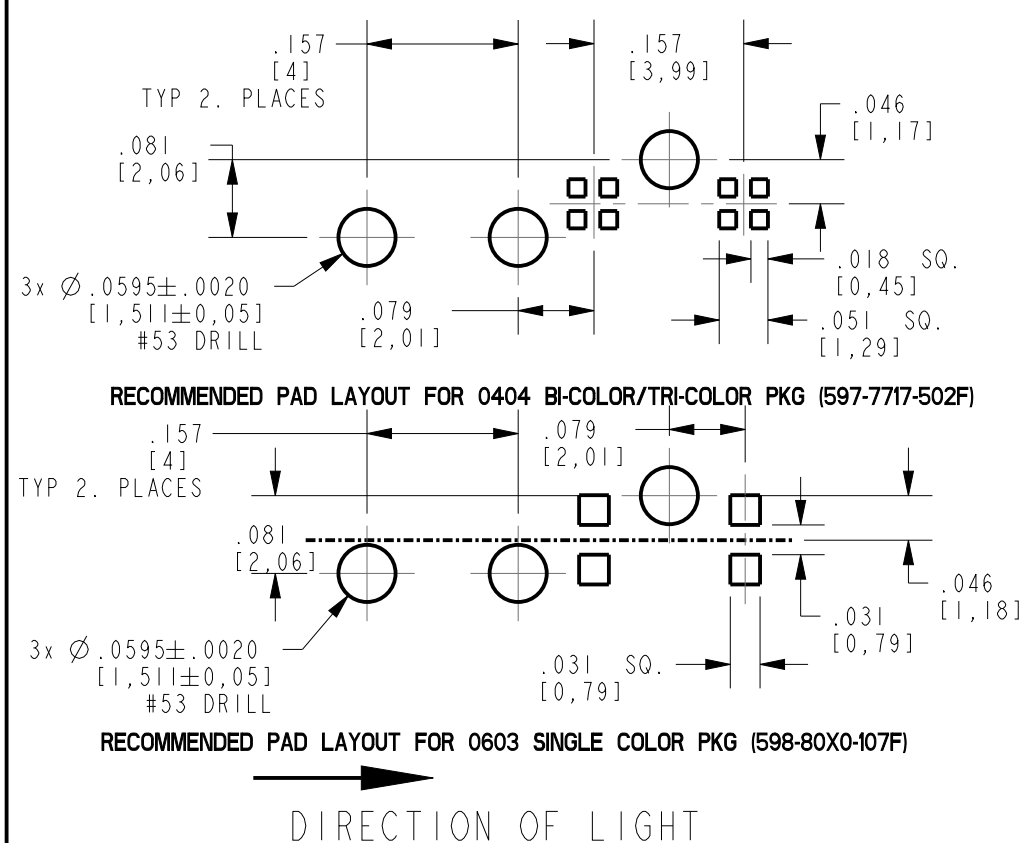 .157
[4]
TYP 2. PLACES
.157
[3,99]
.046
[1,17]
.081
[2,06]
3x Ø .0595±.0020
[1,511±0,05]
#53 DRILL
.079
[2,01]
.018 SQ.
[0,45]
.051 SQ.
[1,29]
RECOMMENDED PAD LAYOUT FOR 0404 BI-COLOR/TRI-COLOR PKG (597-7717-502F)
.157
[4]
TYP 2. PLACES
.079
[2,01]
.081
[2,06]
.046
[1,18]
.031
[0,79]
3x Ø .0595±.0020
[1,511±0,05]
#53 DRILL
.031 SQ.
[0,79]
RECOMMENDED PAD LAYOUT FOR 0603 SINGLE COLOR PKG (598-80X0-107F)
DIRECTION OF LIGHT